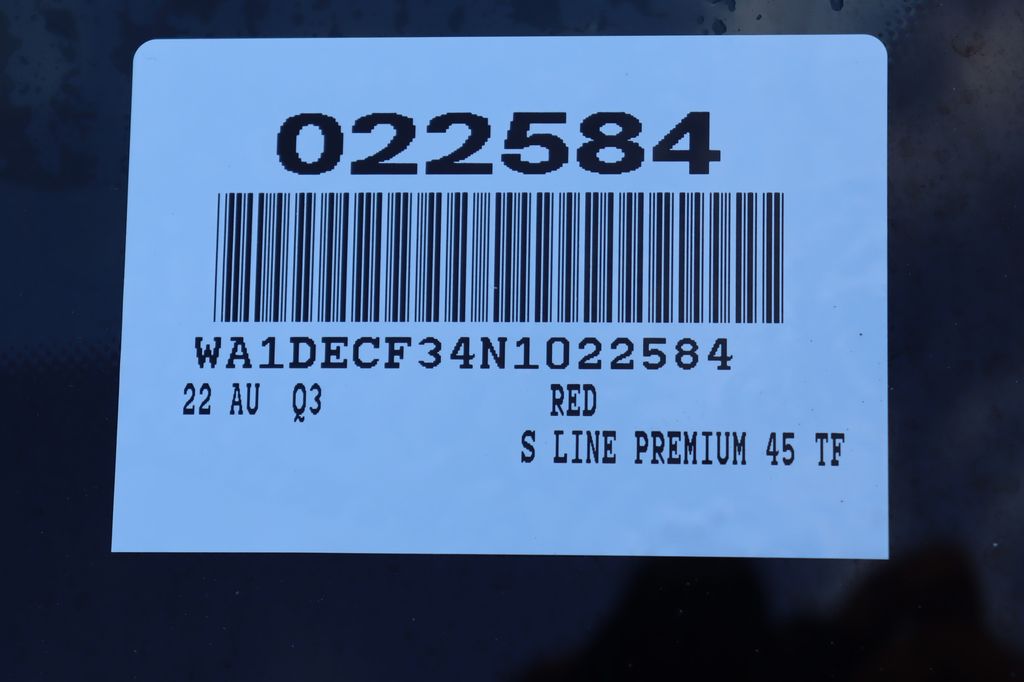 022584
WA1DECF34N1022584
22 AU Q3 RED
S LINE PREMIUM 45 TF